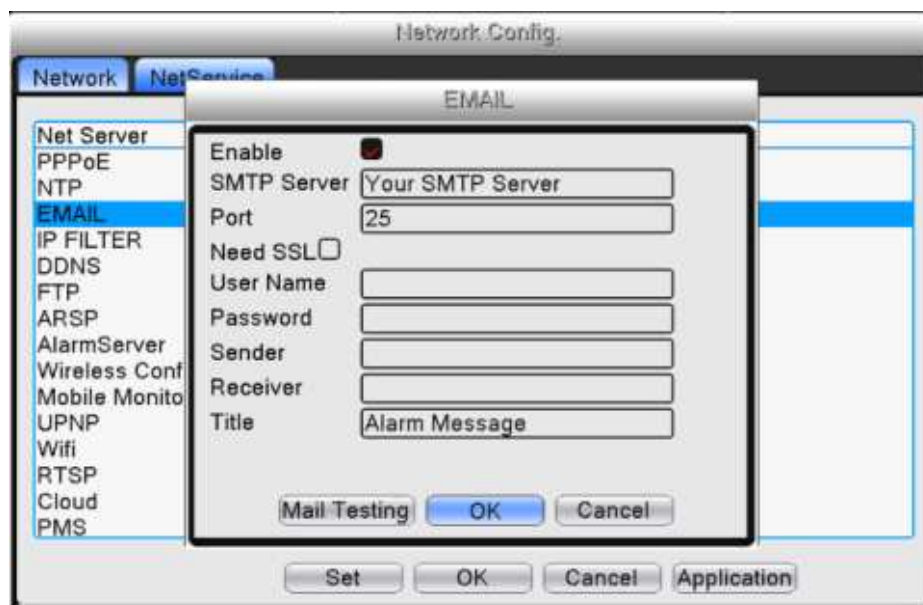 Network Config.
Network NetService
EMAIL
Net Server
PPPoE
NTP
EMAIL
IP FILTER
DDNS
FTP
ARSP
AlarmServer
Wireless Conf
Mobile Monito
UPNP
Wifi
RTSP
Cloud
PMS
Enable
SMTP Server Your SMTP Server
Port 25
Need SSL
User Name
Password
Sender
Receiver
Title Alarm Message
Mail Testing OK Cancel
Set OK Cancel Application